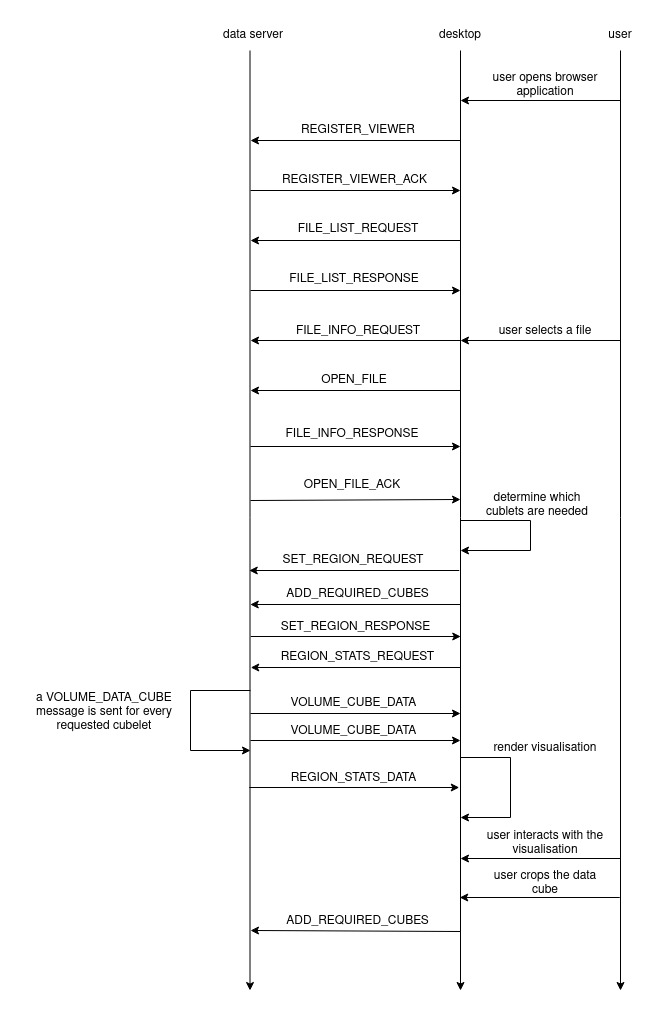 data server
desktop
user
user opens browser
application
REGISTER_VIEWER
REGISTER_VIEWER_ACK
FILE_LIST_REQUEST
FILE_LIST_RESPONSE
FILE_INFO_REQUEST
user selects a file
OPEN_FILE
FILE_INFO_RESPONSE
OPEN_FILE_ACK
determine which
cublets are needed
SET_REGION_REQUEST
ADD_REQUIRED_CUBES
SET_REGION_RESPONSE
REGION_STATS_REQUEST
a VOLUME_DATA_CUBE
message is sent for every
requested cubelet
VOLUME_CUBE_DATA
VOLUME_CUBE_DATA
render visualisation
REGION_STATS_DATA
user interacts with the
visualisation
user crops the data
cube
ADD_REQUIRED_CUBES